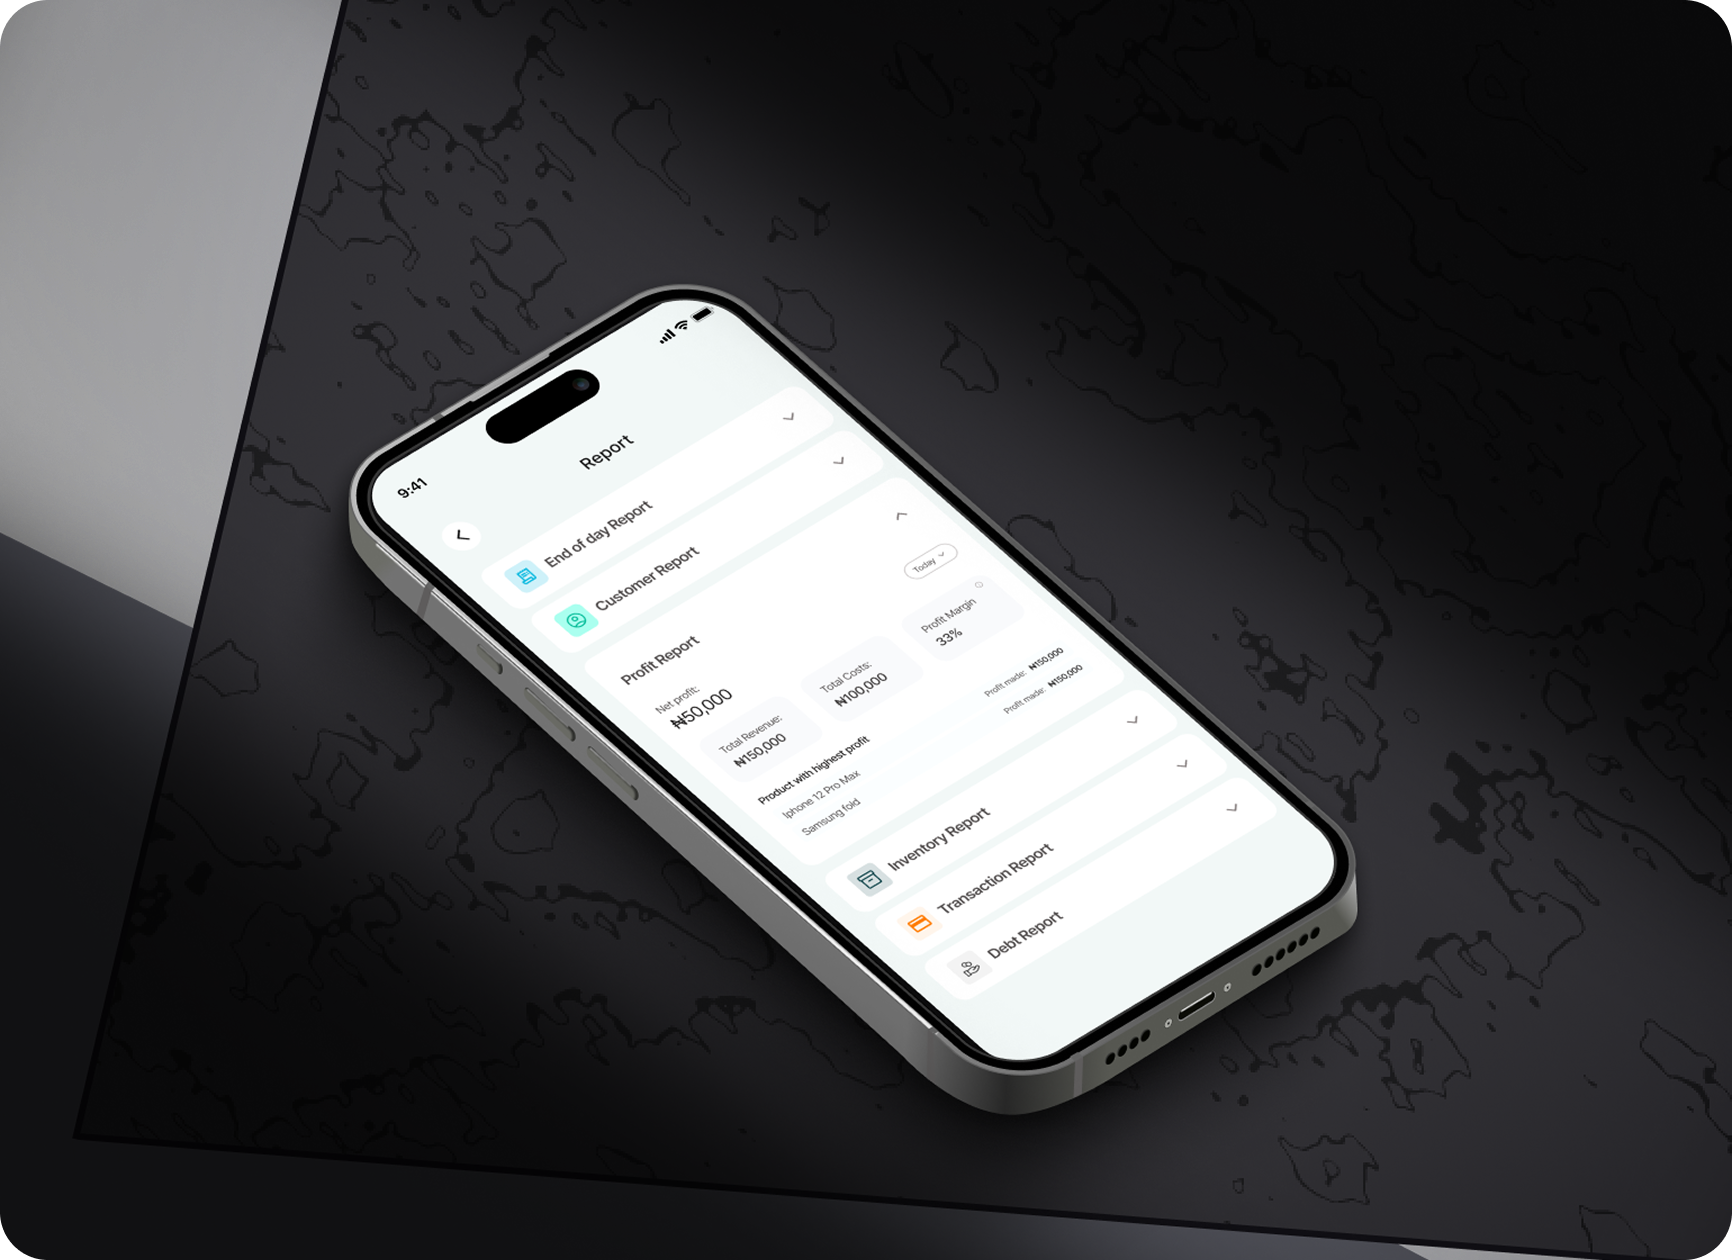 9:41
Report
End of day Report
Customer Report
Profit Report
Today
Net profit:
₦50,000
Total Revenue:
₦150,000
Total Costs:
₦100,000
Profit Margin
33%
Product with highest profit
Iphone 12 Pro Max
Profit made: ₦150,000
Samsung fold
Profit made: ₦150,000
Inventory Report
Transaction Report
Debt Report